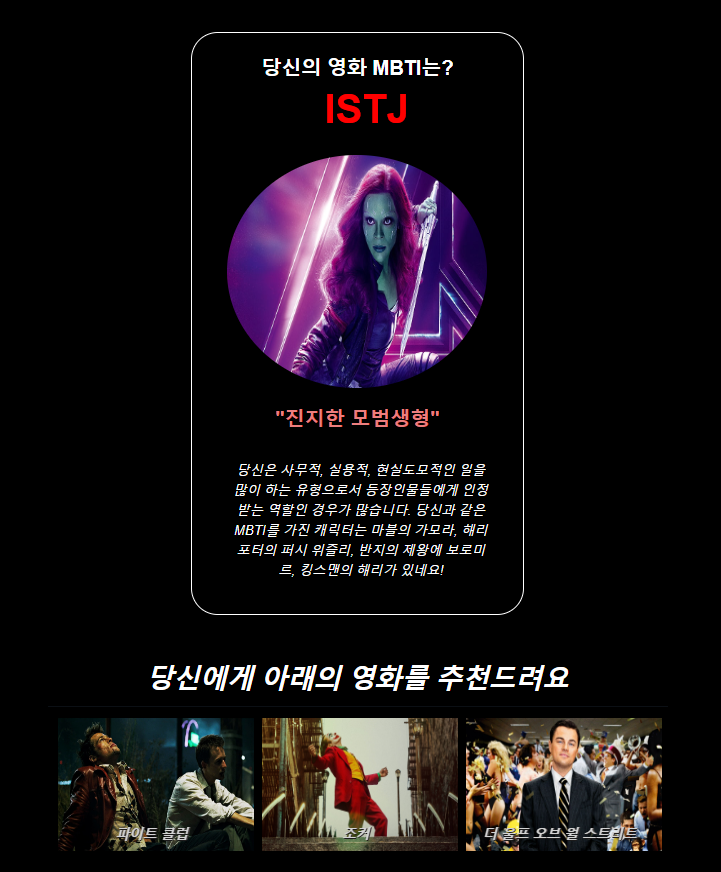 당신의 영화 MBTI는?
ISTJ
"진지한 모범생형"
당신은 사무적, 실용적, 현실도모적인 일을
많이 하는 유형으로서 등장인물들에게 인정
받는 역할인 경우가 많습니다. 당신과 같은
MBTI를 가진 캐릭터는 마블의 가모라, 해리
포터의 퍼시 위즐리, 반지의 제왕에 보로미
르, 킹스맨의 해리가 있네요!
당신에게 아래의 영화를 추천드려요
파이트 클럽
조커
더 울프 오브 월 스트리트